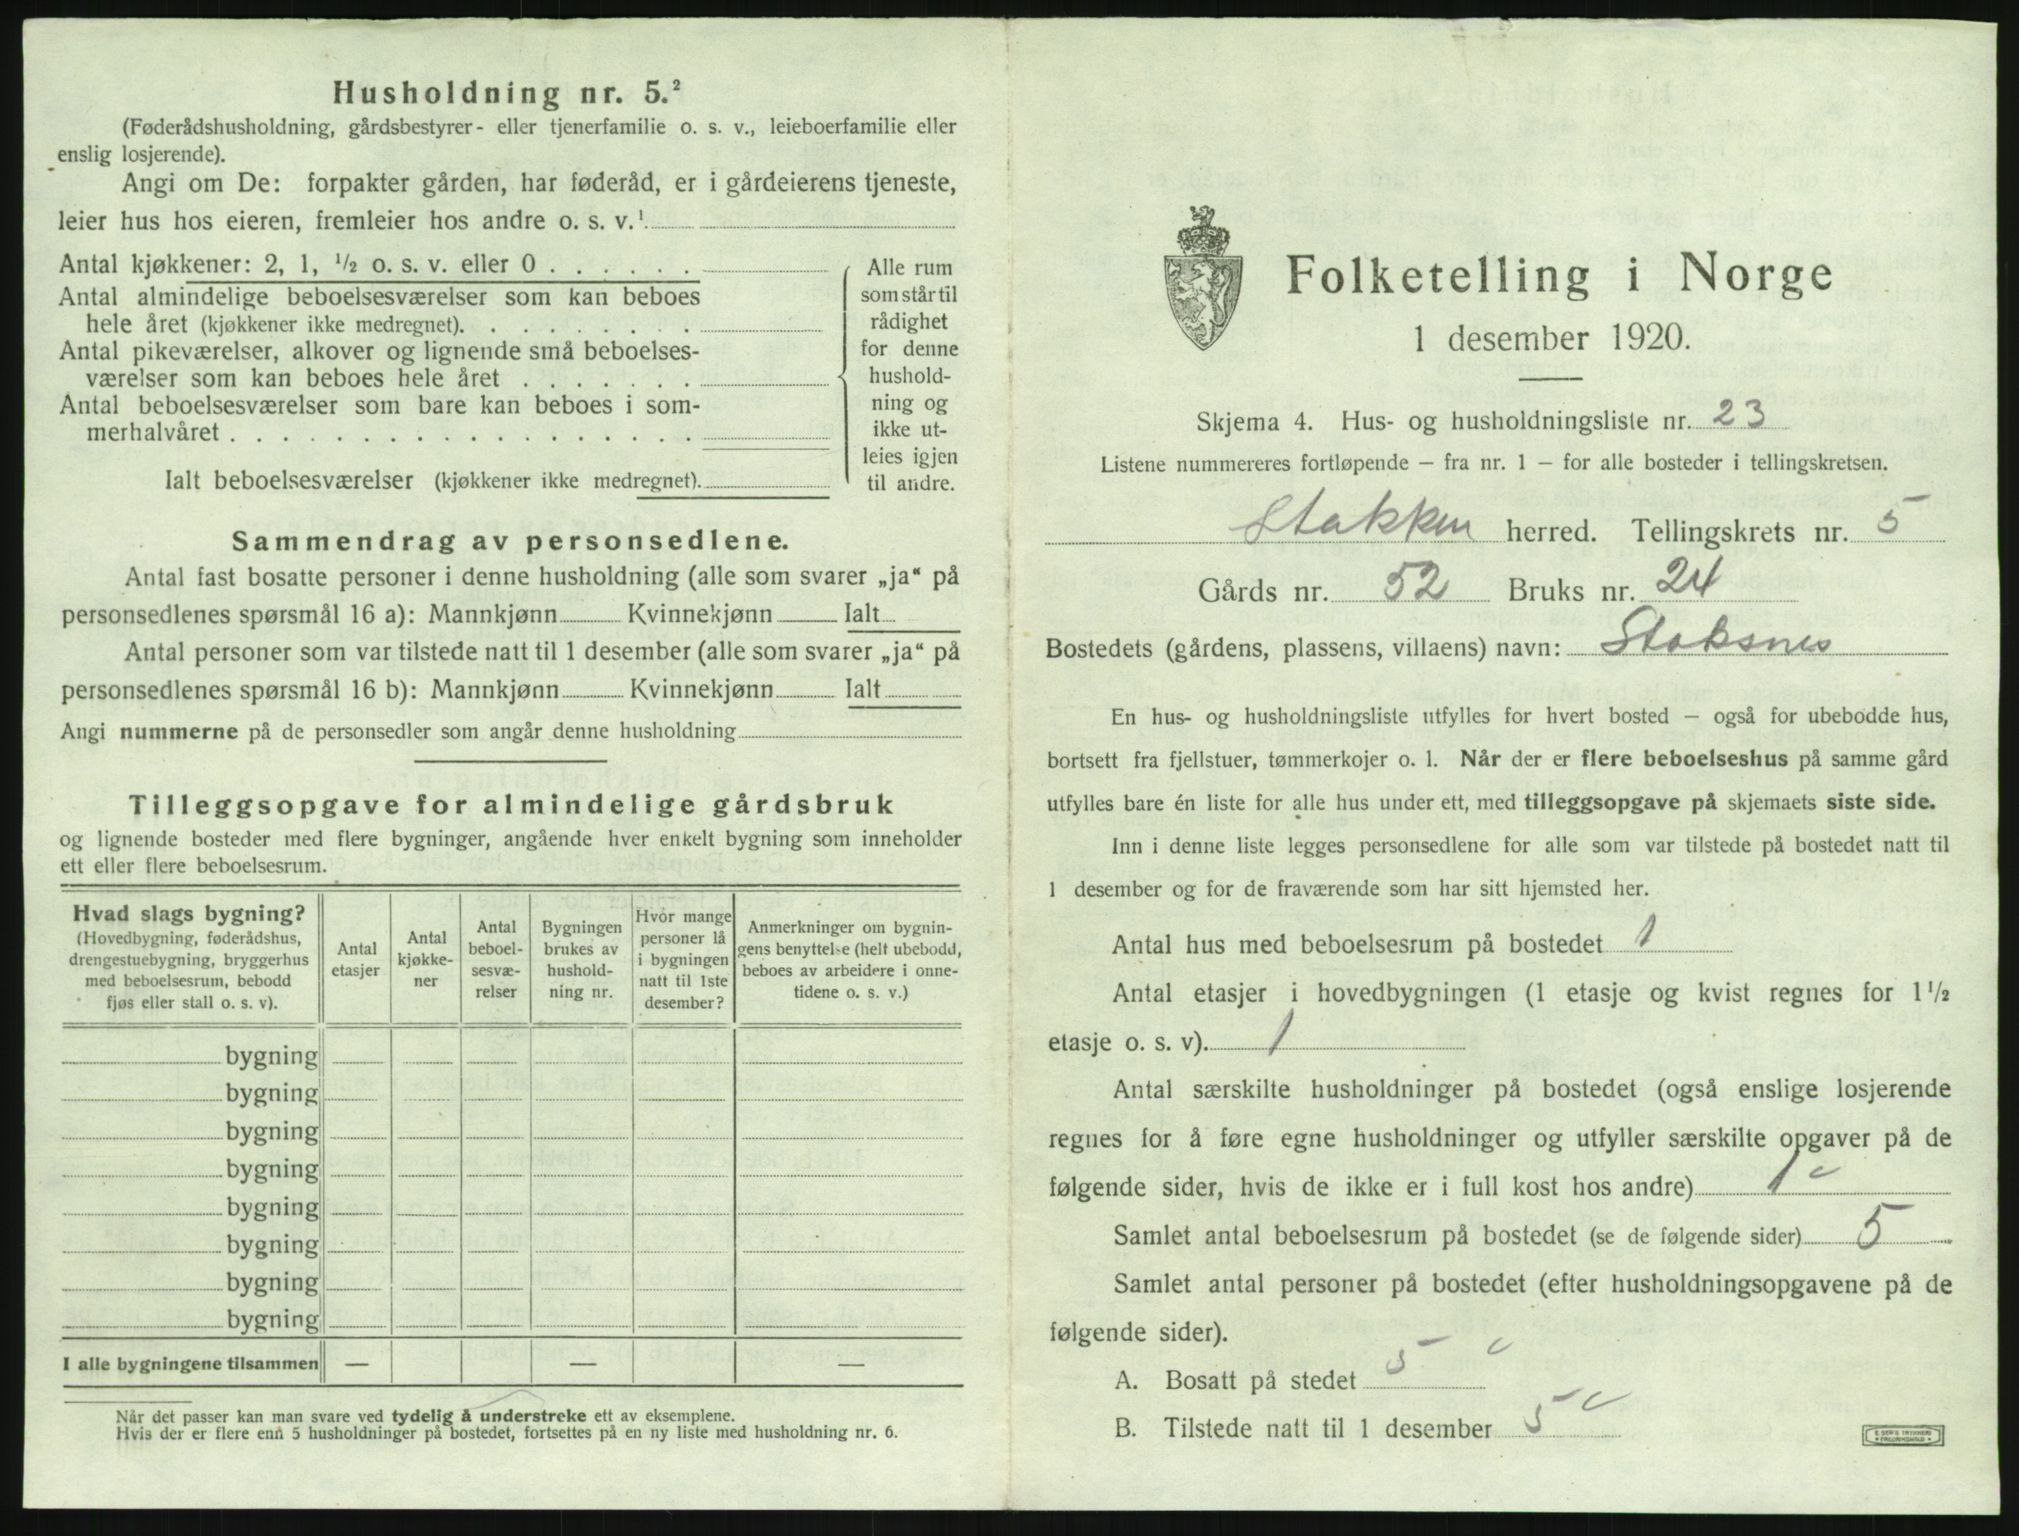 Husholdning nr. 5.²
(Føderådshusholdning, gårdsbestyrer- eller tjenerfamilie o. s. v., leieboerfamilie eller
enslig losjerende).
Angi om De: forpakter gården, har føderåd, er i gårdeierens tjeneste,
leier hus hos eieren, fremleier hos andre o. s. v.¹
Antal kjøkkener: 2, 1, ½ o. s. v. eller 0 . . . . . .
Antal almindelige beboelsesværelser som kan beboes
hele året (kjøkkener ikke medregnet). . . . . . . . .
Antal pikeværelser, alkover og lignende små beboelses-
værelser som kan beboes hele året . . . . . . .
Antal beboelsesværelser som bare kan beboes i som-
merhalvåret . . . . . . . . . . . . . . . . . .
Ialt beboelsesværelser (kjøkkener ikke medregnet).
Alle rum
som står til
rådighet
for denne
hushold-
ning og
ikke ut-
leies igjen
til andre.
Sammendrag av personsedlene.
Antal fast bosatte personer i denne husholdning (alle som svarer „ja“ på
personsedlenes spørsmål 16 a): Mannkjønn Kvinnekjønn Ialt
Antal personer som var tilstede natt til 1 desember (alle som svarer „ja“ på
personsedlenes spørsmål 16 b): Mannkjønn Kvinnekjønn Ialt
Angi nummerne på de personsedler som angår denne husholdning
Tilleggsopgave for almindelige gårdsbruk
og lignende bosteder med flere bygninger, angående hver enkelt bygning som inneholder
ett eller flere beboelsesrum.
Hvad slags bygning?
(Hovedbygning, føderådshus,
drengestuebygning, bryggerhus
med beboelsesrum, bebodd
fjøs eller stall o. s. v).
Antal
etasjer
Antal
kjøkke-
ner
Antal
beboel-
sesvæ-
relser
Bygningen
brukes av
hushold-
ning nr.
Hvor mange
personer lå
i bygningen
natt til 1ste
desember?
Anmerkninger om bygnin-
gens benyttelse (helt ubebodd,
beboes av arbeidere i onne-
tidene o. s. v.)
bygning
bygning
bygning
bygning
bygning
bygning
bygning
bygning
I alle bygningene tilsammen — — —
Når det passer kan man svare ved tydelig å understreke ett av eksemplene.
Hvis der er flere enn 5 husholdninger på bostedet, fortsettes på en ny liste med husholdning nr. 6.
Folketelling i Norge
1 desember 1920.
Skjema 4. Hus- og husholdningsliste nr. 23
Listene nummereres fortløpende – fra nr. 1 – for alle bosteder i tellingskretsen.
Stokken herred. Tellingskrets nr. 5
Gårds nr. 52 Bruks nr. 24
Bostedets (gårdens, plassens, villaens) navn: Stoksnes
En hus- og husholdningsliste utfylles for hvert bosted – også for ubebodde hus,
bortsett fra fjellstuer, tømmerkojer o. l. Når der er flere beboelseshus på samme gård
utfylles bare én liste for alle hus under ett, med tilleggsopgave på skjemaets siste side.
Inn i denne liste legges personsedlene for alle som var tilstede på bostedet natt til
1 desember og for de fraværende som har sitt hjemsted her.
Antal hus med beboelsesrum på bostedet 1
Antal etasjer i hovedbygningen (1 etasje og kvist regnes for 1½
etasje o. s. v). 1
Antal særskilte husholdninger på bostedet (også enslige losjerende
regnes for å føre egne husholdninger og utfyller særskilte opgaver på de
følgende sider, hvis de ikke er i full kost hos andre) 1
Samlet antal beboelsesrum på bostedet (se de følgende sider) 5
Samlet antal personer på bostedet (efter husholdningsopgavene på de
følgende sider).
A. Bosatt på stedet 5
B. Tilstede natt til 1 desember 5